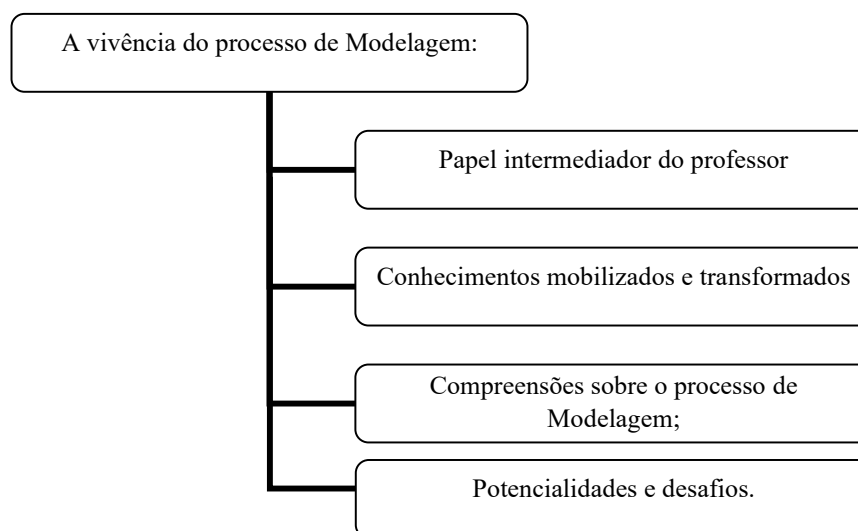 A vivência do processo de Modelagem:
Papel intermediador do professor
Conhecimentos mobilizados e transformados
Compreensões sobre o processo de
Modelagem;
Potencialidades e desafios.